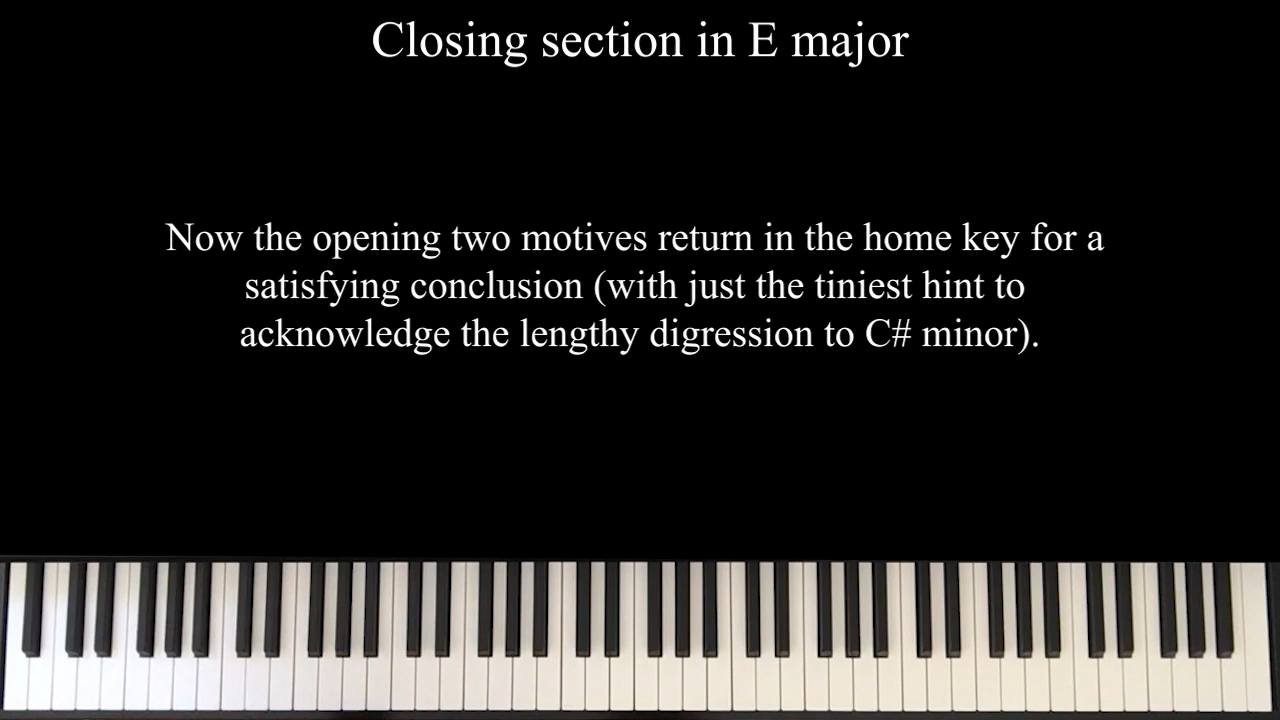 Closing section in E major
Now the opening two motives return in the home key for a
satisfying conclusion (with just the tiniest hint to
acknowledge the lengthy digression to C# minor).